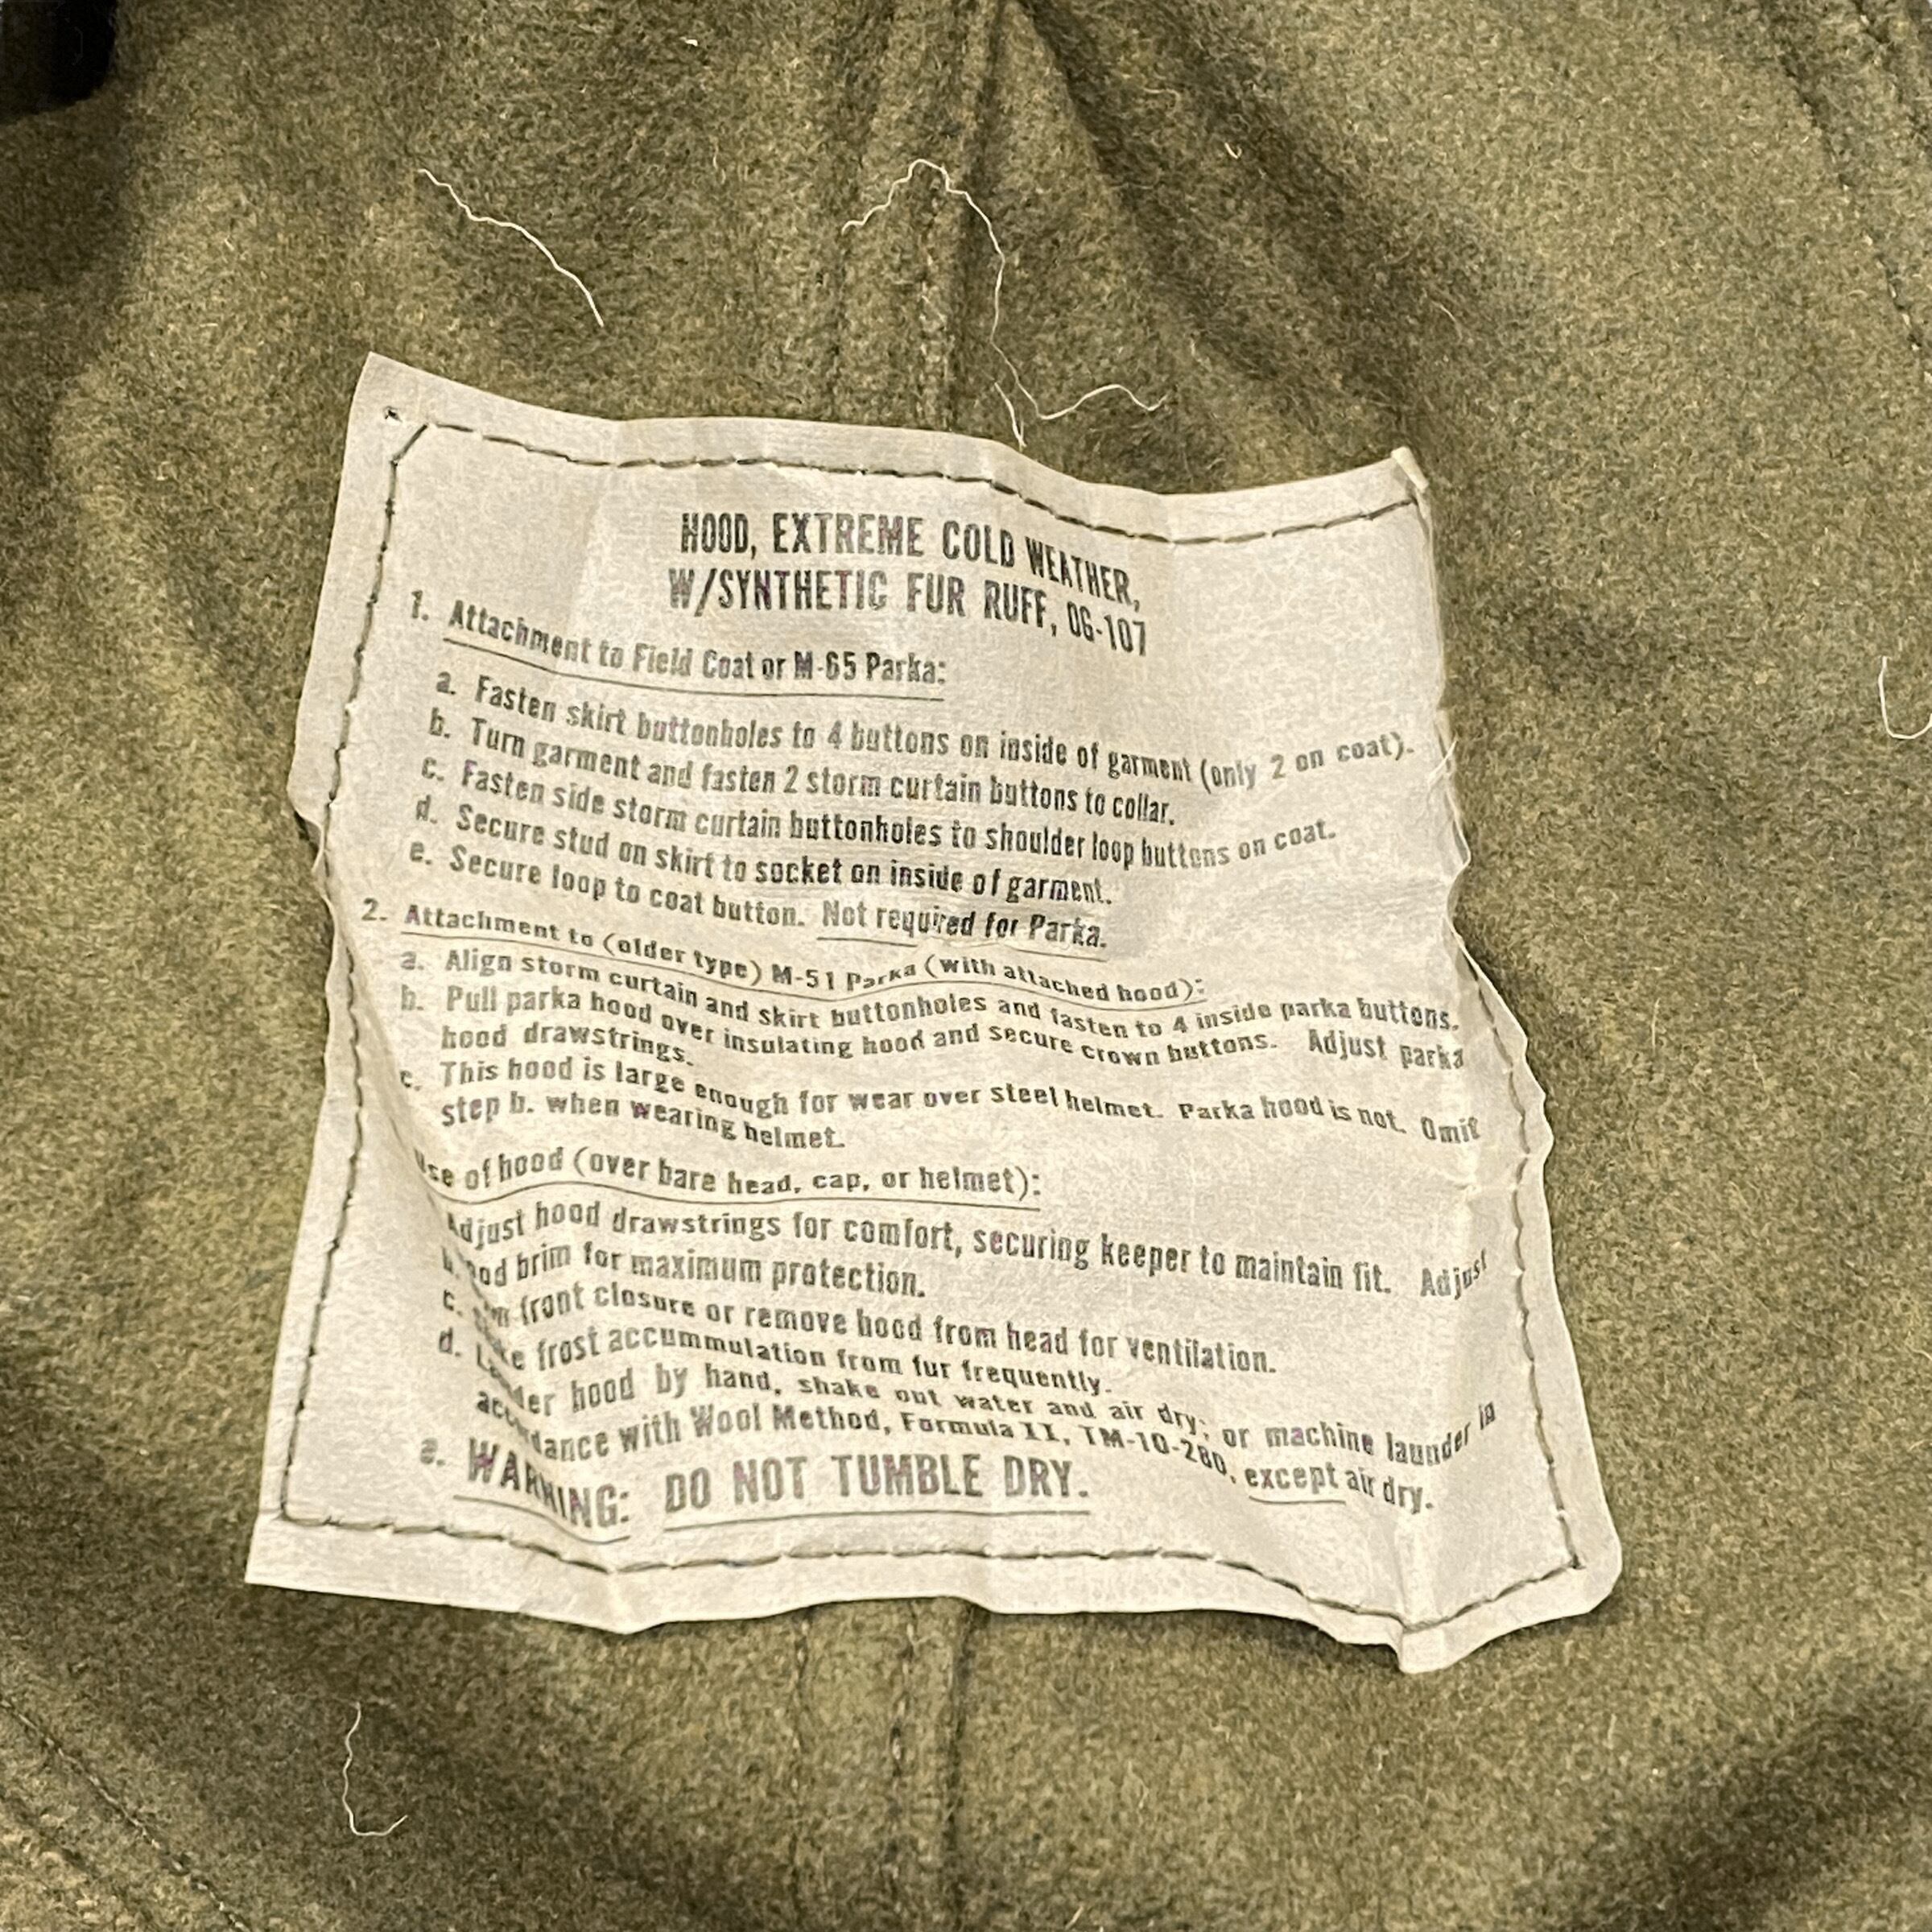 HOOD, EXTREME COLD WEATHER,
W/SYNTHETIC FUR RUFF, OG-107
1. Attachment to Field Coat or M-65 Parka:
a. Fasten skirt buttonholes to 4 buttons on inside of garment (only 2 on coat).
b. Turn garment and fasten 2 storm curtain buttons to collar.
c. Fasten side storm curtain buttonholes to shoulder loop buttons on coat.
d. Secure stud on skirt to socket on inside of garment.
e. Secure loop to coat button. Not required for Parka.
2. Attachment to (older type) M-51 Parka (with attached hood):
a. Align storm curtain and skirt buttonholes and fasten to 4 inside parka buttons.
b. Pull parka hood over insulating hood and secure crown buttons. Adjust parka
hood drawstrings.
c. This hood is large enough for wear over steel helmet. Parka hood is not. Omit
step b. when wearing helmet.
of hood (over bare head, cap, or helmet):
Adjust hood drawstrings for comfort, securing keeper to maintain fit. Adjust
brim for maximum protection.
front closure or remove hood from head for ventilation.
c. frost accummulation from fur frequently.
d. hood by hand, shake out water and air dry; or machine launder in
accordance with Wool Method, Formula II, TM-10-280, except air dry.
e. WARNING: DO NOT TUMBLE DRY.